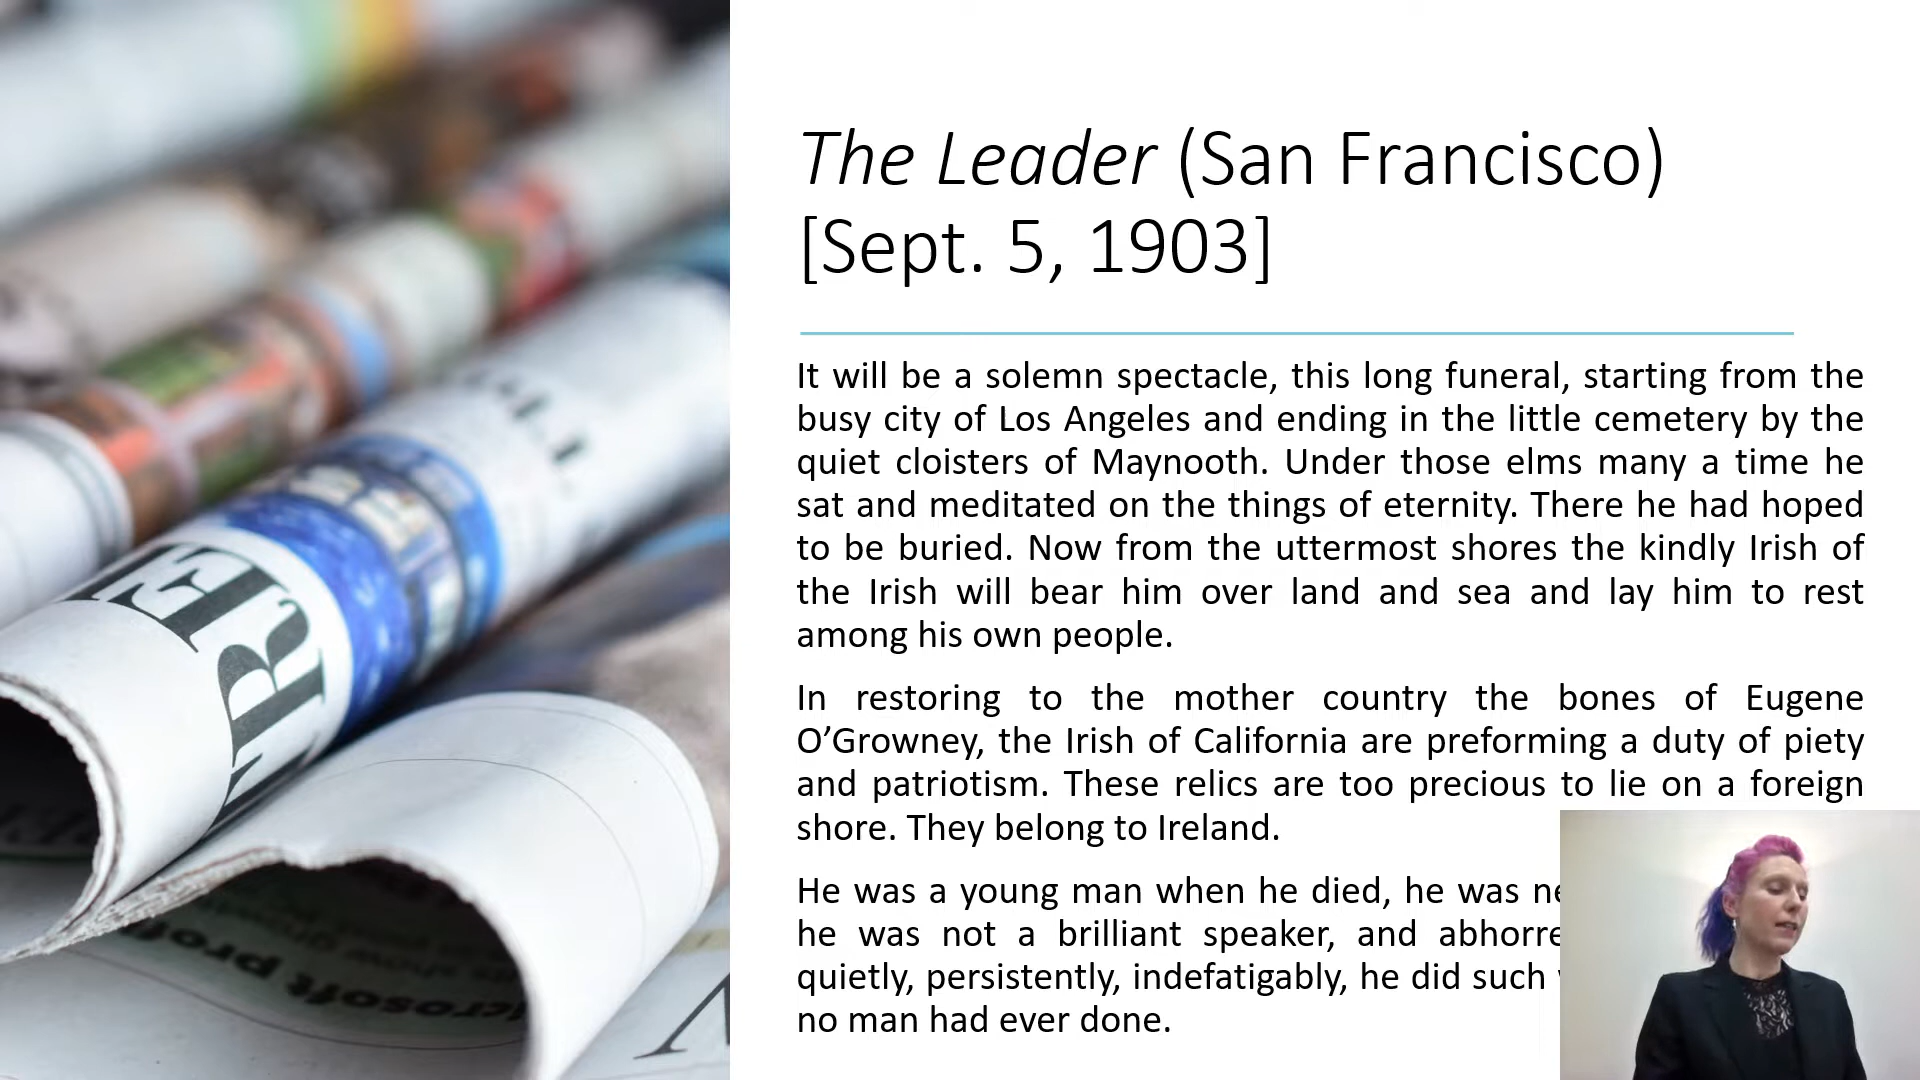 The Leader (San Francisco)
[Sept. 5, 1903]
It will be a solemn spectacle, this long funeral, starting from the
busy city of Los Angeles and ending in the little cemetery by the
quiet cloisters of Maynooth. Under those elms many a time he
sat and meditated on the things of eternity. There he had hoped
to be buried. Now from the uttermost shores the kindly Irish of
the Irish will bear him over land and sea and lay him to rest
among his own people.
In restoring to the mother country the bones of Eugene
O’Growney, the Irish of California are preforming a duty of piety
and patriotism. These relics are too precious to lie on a foreign
shore. They belong to Ireland.
He was a young man when he died, he was
he was not a brilliant speaker, and
quietly, persistently, indefatigably, he did such
no man had ever done.